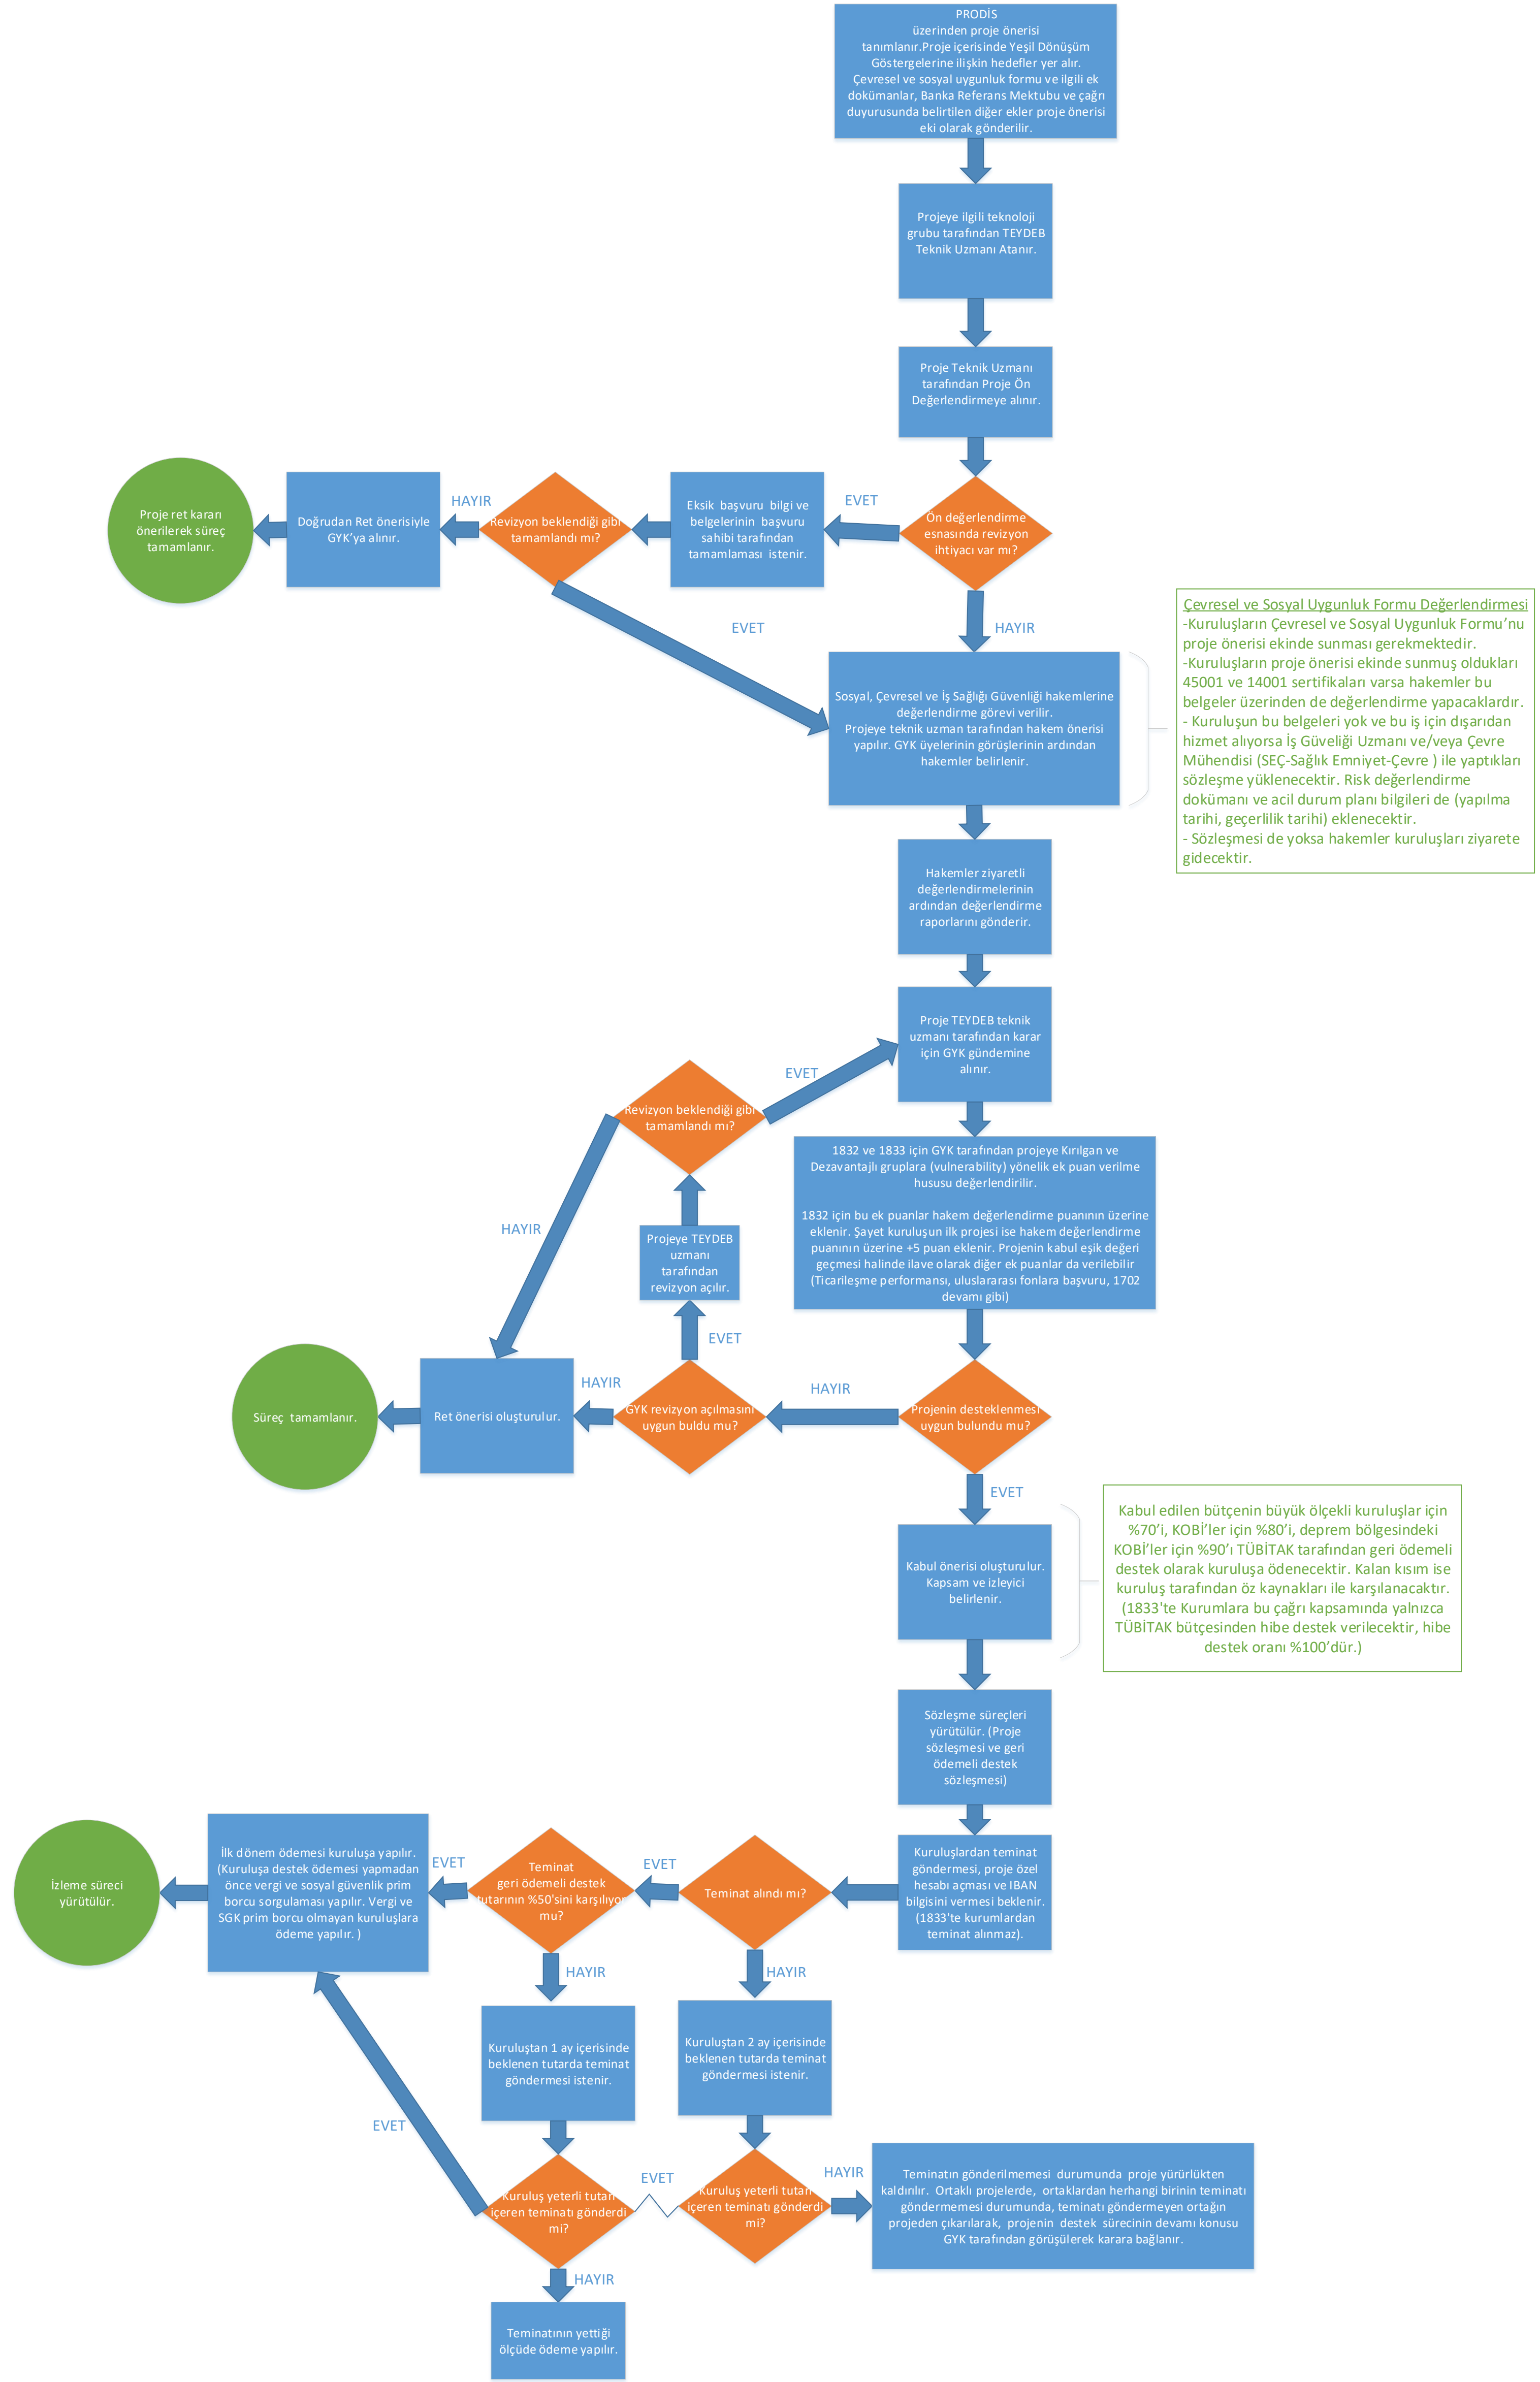 PRODİS
üzerinden proje önerisi
tanımlanır.Proje içerisinde Yeşil Dönüşüm
Göstergelerine ilişkin hedefler yer alır.
Çevresel ve sosyal uygunluk formu ve ilgili ek
dokümanlar, Banka Referans Mektubu ve çağrı
duyurusunda belirtilen diğer ekler proje önerisi
eki olarak gönderilir.
Projeye ilgili teknoloji
grubu tarafından TEYDEB
Teknik Uzmanı Atanır.
Proje Teknik Uzmanı
tarafından Proje Ön
Değerlendirmeye alınır.
Ön değerlendirme
esnasında revizyon
ihtiyacı var mı?
EVET
Eksik başvuru bilgi ve
belgelerinin başvuru
sahibi tarafından
tamamlaması istenir.
Revizyon beklendiği gibi
tamamlandı mı?
HAYIR
Doğrudan Ret önerisiyle
GYK'ya alınır.
Proje ret kararı
önerilerek süreç
tamamlanır.
EVET
HAYIR
Sosyal, Çevresel ve İş Sağlığı Güvenliği hakemlerine
değerlendirme görevi verilir.
Projeye teknik uzman tarafından hakem önerisi
yapılır. GYK üyelerinin görüşlerinin ardından
hakemler belirlenir.
Çevresel ve Sosyal Uygunluk Formu Değerlendirmesi
-Kuruluşların Çevresel ve Sosyal Uygunluk Formu'nu
proje önerisi ekinde sunması gerekmektedir.
-Kuruluşların proje önerisi ekinde sunmuş oldukları
45001 ve 14001 sertifikaları varsa hakemler bu
belgeler üzerinden de değerlendirme yapacaklardır.
- Kuruluşun bu belgeleri yok ve bu iş için dışarıdan
hizmet alıyorsa İş Güveliği Uzmanı ve/veya Çevre
Mühendisi (SEÇ-Sağlık Emniyet-Çevre ) ile yaptıkları
sözleşme yüklenecektir. Risk değerlendirme
dokümanı ve acil durum planı bilgileri de (yapılma
tarihi, geçerlilik tarihi) eklenecektir.
- Sözleşmesi de yoksa hakemler kuruluşları ziyarete
gidecektir.
Hakemler ziyaretli
değerlendirmelerinin
ardından değerlendirme
raporlarını gönderir.
Proje TEYDEB teknik
uzmanı tarafından karar
için GYK gündemine
alınır.
EVET
Revizyon beklendiği gibi
tamamlandı mı?
HAYIR
Projeye TEYDEB
uzmanı
tarafından
revizyon açılır.
1832 ve 1833 için GYK tarafından projeye Kırılgan ve
Dezavantajlı gruplara (vulnerability) yönelik ek puan verilme
hususu değerlendirilir.
1832 için bu ek puanlar hakem değerlendirme puanının üzerine
eklenir. Şayet kuruluşun ilk projesi ise hakem değerlendirme
puanının üzerine +5 puan eklenir. Projenin kabul eşik değeri
geçmesi halinde ilave olarak diğer ek puanlar da verilebilir
(Ticarileşme performansı, uluslararası fonlara başvuru, 1702
devamı gibi)
EVET
Süreç tamamlanır.
Ret önerisi oluşturulur.
HAYIR
GYK revizyon açılmasını
uygun buldu mu?
HAYIR
Projenin desteklenmesi
uygun bulundu mu?
EVET
Kabul önerisi oluşturulur.
Kapsam ve izleyici
belirlenir.
Kabul edilen bütçenin büyük ölçekli kuruluşlar için
%70'i, KOBİ'ler için %80'i, deprem bölgesindeki
KOBİ'ler için %90'ı TÜBİTAK tarafından geri ödemeli
destek olarak kuruluşa ödenecektir. Kalan kısım ise
kuruluş tarafından öz kaynakları ile karşılanacaktır.
(1833'te Kurumlara bu çağrı kapsamında yalnızca
TÜBİTAK bütçesinden hibe destek verilecektir, hibe
destek oranı %100'dür.)
Sözleşme süreçleri
yürütülür. (Proje
sözleşmesi ve geri
ödemeli destek
sözleşmesi)
Kuruluşlardan teminat
göndermesi, proje özel
hesabı açması ve IBAN
bilgisini vermesi beklenir.
(1833'te kurumlardan
teminat alınmaz).
Teminat alındı mı?
EVET
Teminat
geri ödemeli destek
tutarının %50'sini karşılıyor
mu?
EVET
İlk dönem ödemesi kuruluşa yapılır.
(Kuruluşa destek ödemesi yapmadan
önce vergi ve sosyal güvenlik prim
borcu sorgulaması yapılır. Vergi ve
SGK prim borcu olmayan kuruluşlara
ödeme yapılır. )
İzleme süreci
yürütülür.
HAYIR
HAYIR
Kuruluştan 1 ay içerisinde
beklenen tutarda teminat
göndermesi istenir.
Kuruluştan 2 ay içerisinde
beklenen tutarda teminat
göndermesi istenir.
EVET
Kuruluş yeterli tutarı
içeren teminatı gönderdi
mi?
EVET
Kuruluş yeterli tutarı
içeren teminatı gönderdi
mi?
HAYIR
Teminatın gönderilmemesi durumunda proje yürürlükten
kaldırılır. Ortaklı projelerde, ortaklardan herhangi birinin teminatı
göndermemesi durumunda, teminatı göndermeyen ortağın
projeden çıkarılarak, projenin destek sürecinin devamı konusu
GYK tarafından görüşülerek karara bağlanır.
HAYIR
Teminatının yettiği
ölçüde ödeme yapılır.